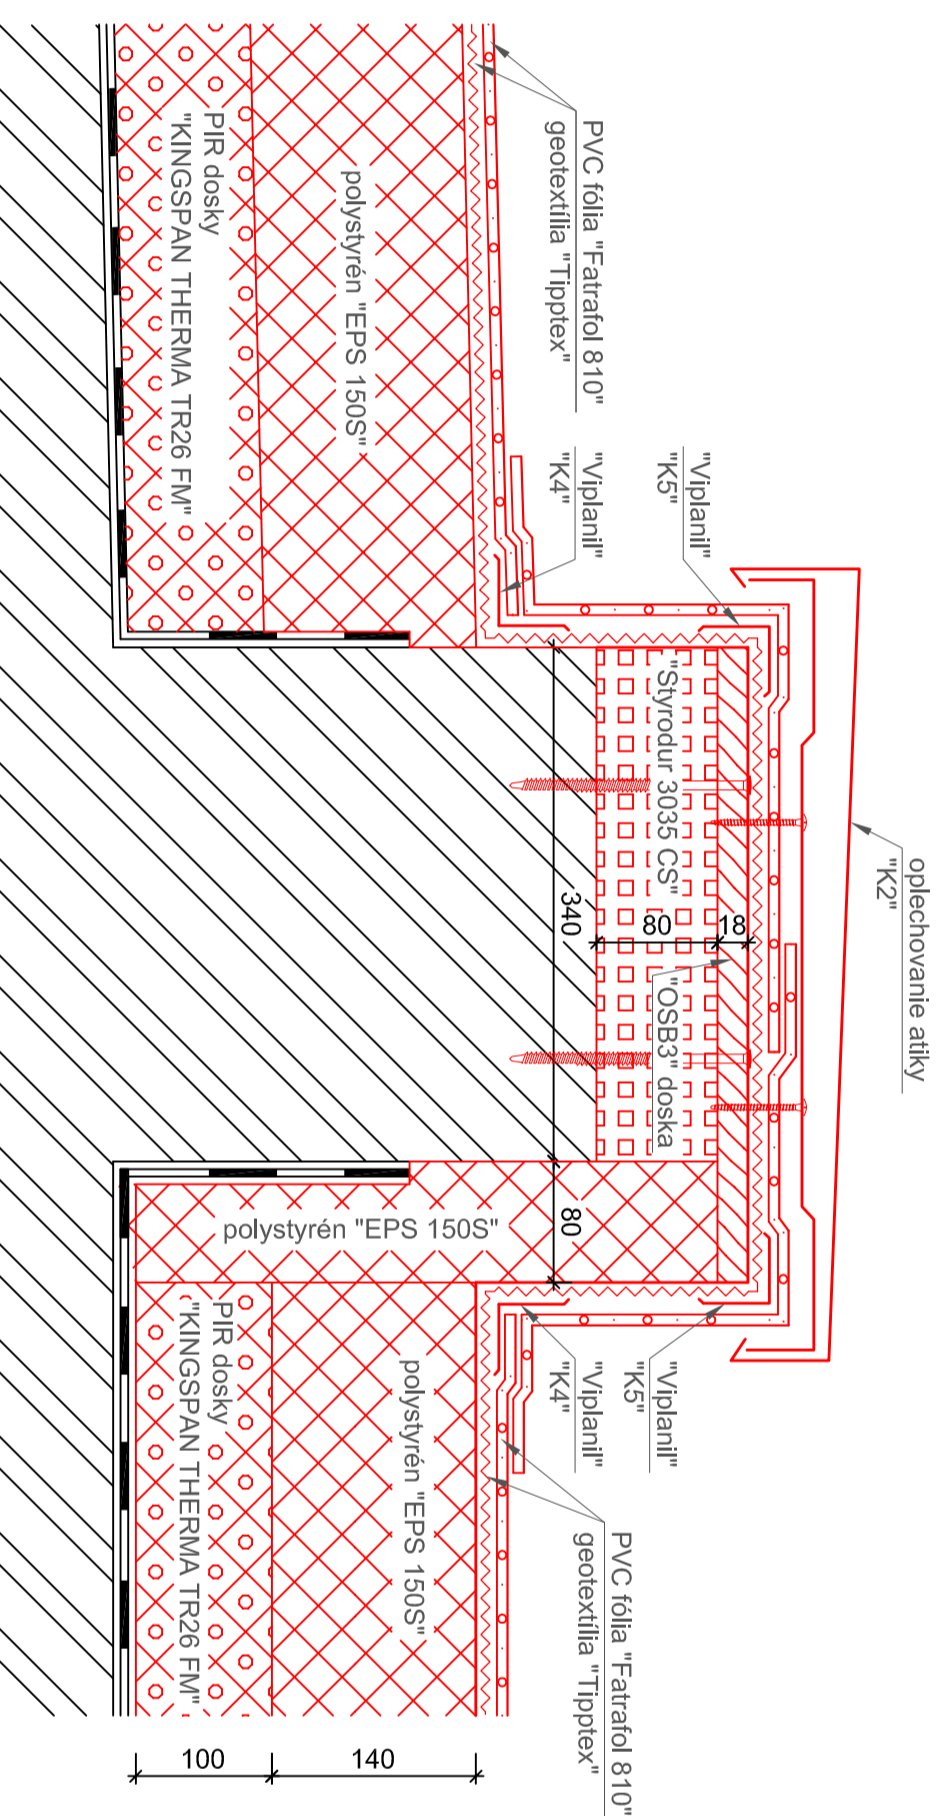 PVC fólia "Fatrafol 810"
geotextília "Tipptex"
polystyrén "EPS 150S"
PIR dosky
"KINGSPAN THERMA TR26 FM"
"Viplanil"
"K5"
"Viplanil"
"K4"
oplechovanie atiky
"K2"
"Styrodur 3035 CS"
"OSB3" doska
18
80
340
80
polystyrén "EPS 150S"
"Viplanil"
"K5"
"Viplanil"
"K4"
PVC fólia "Fatrafol 810"
geotextília "Tipptex"
polystyrén "EPS 150S"
PIR dosky
"KINGSPAN THERMA TR26 FM"
140
100